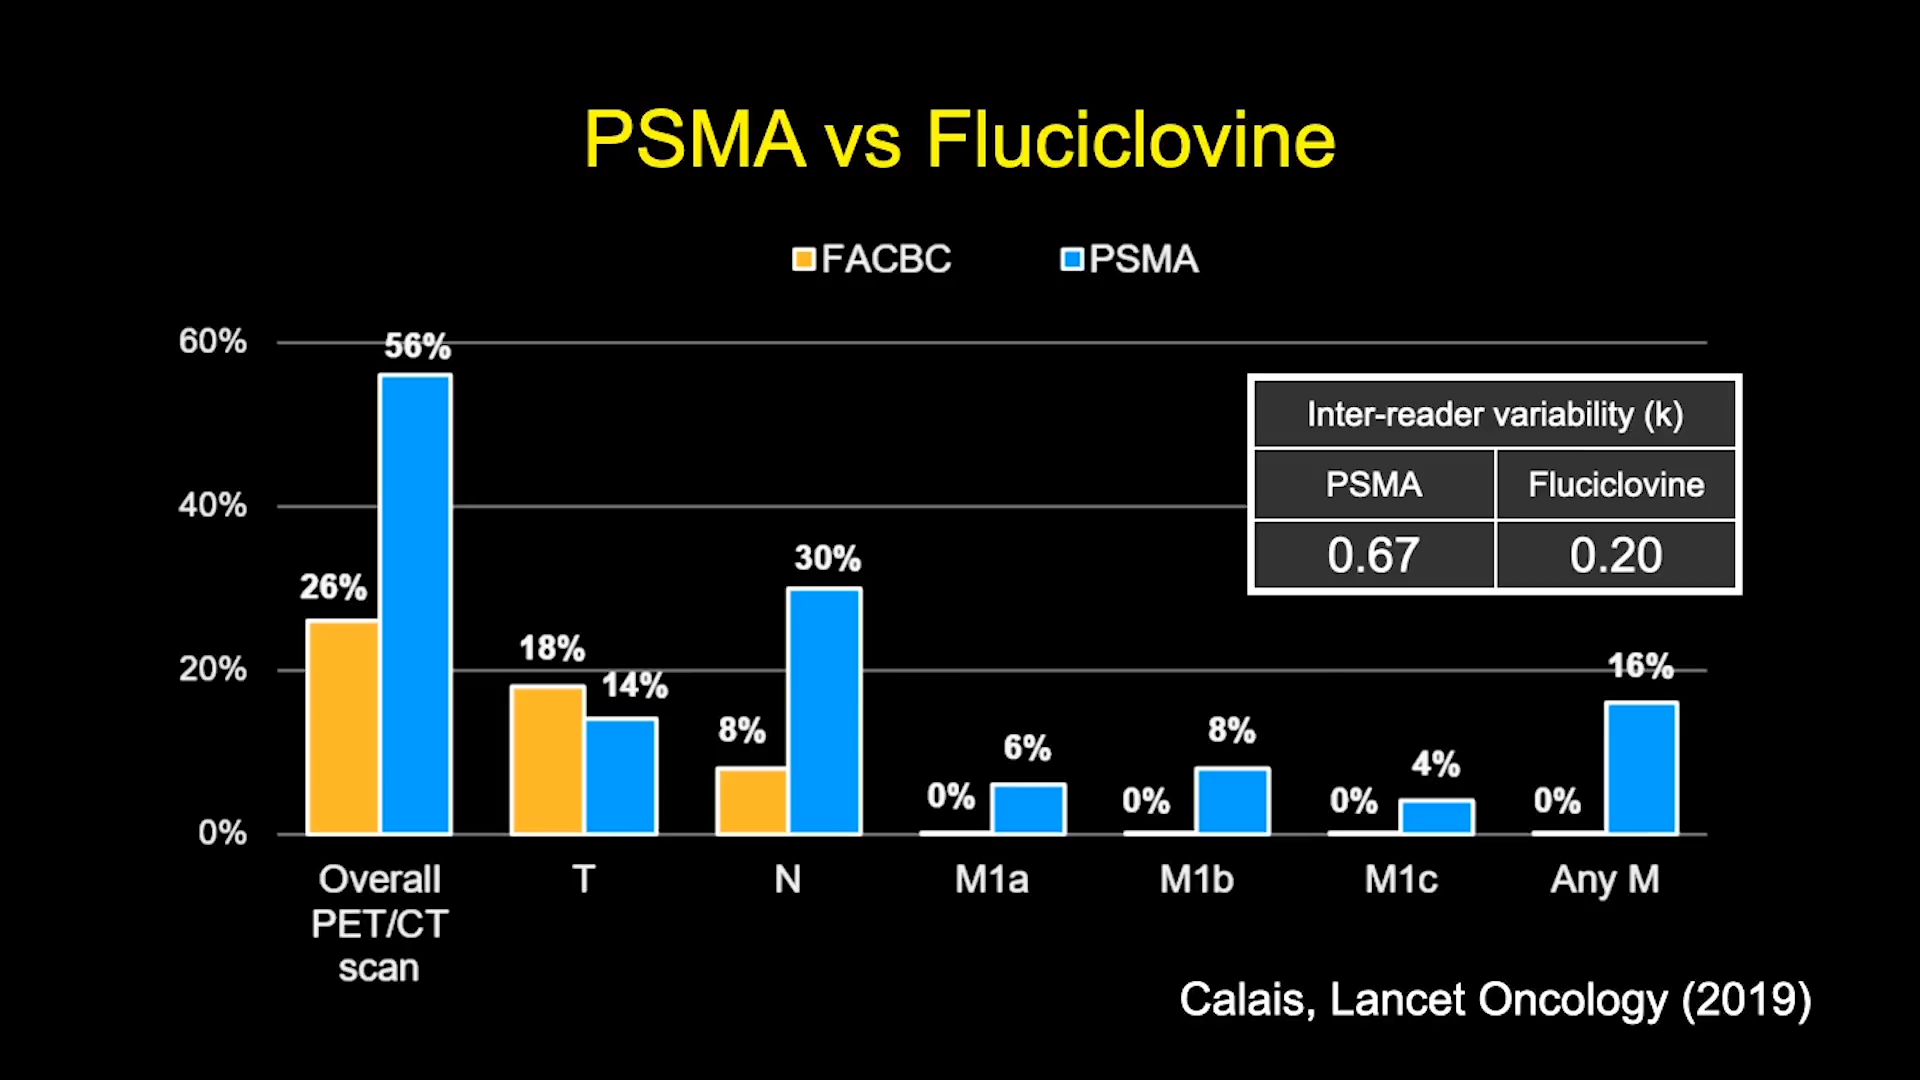 PSMA vs Fluciclovine
FACBC PSMA
60%
40%
20%
0%
56%
26%
18%
14%
8%
30%
0%
6%
0%
8%
0%
4%
0%
16%
Inter-reader variability (k)
PSMA Fluciclovine
0.67 0.20
Overall
PET/CT
scan
T
N
M1a
M1b
M1c
Any M
Calais, Lancet Oncology (2019)